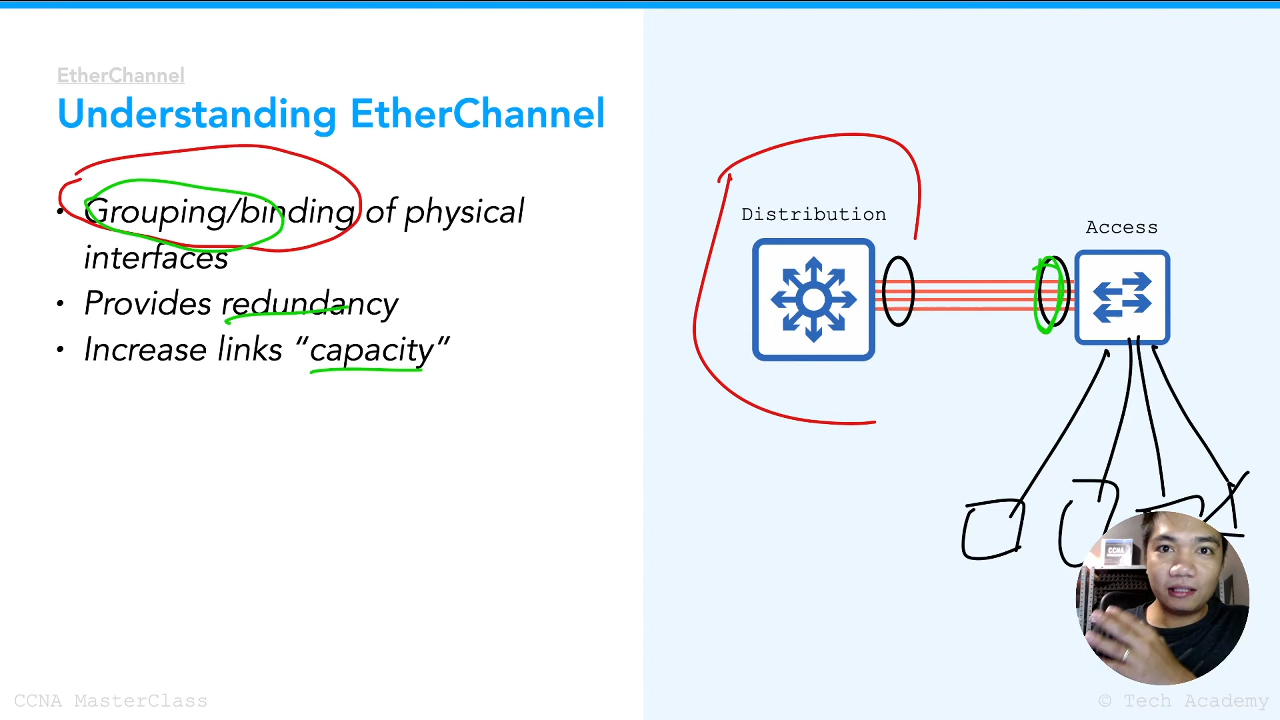 EtherChannel
Understanding EtherChannel
• Grouping/binding of physical
interfaces
• Provides redundancy
• Increase links “capacity”
Distribution
Access
CCNA
CCNA MasterClass
© Tech Academy